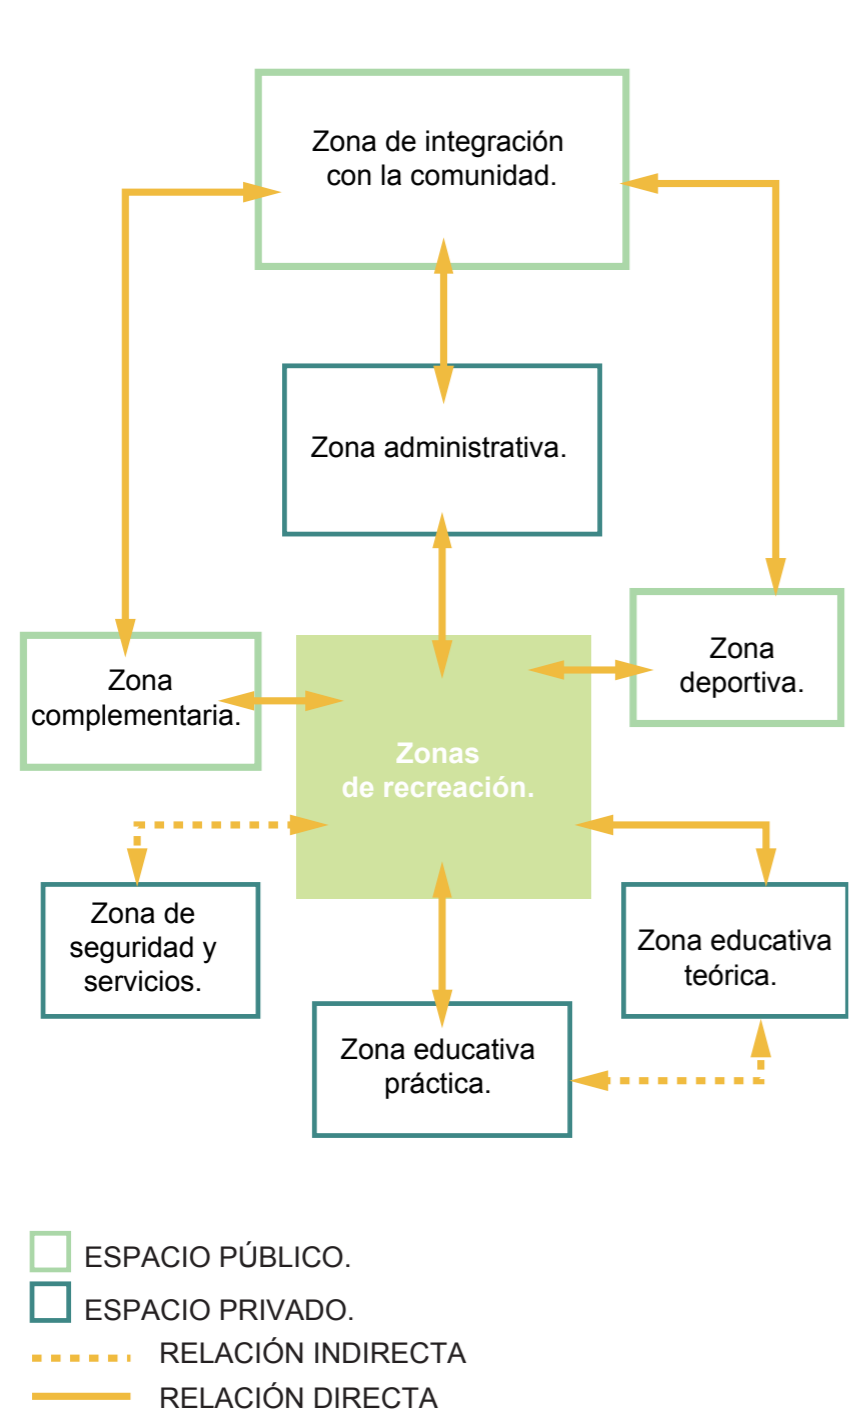 Zona de integración
con la comunidad.
Zona administrativa.
Zona
deportiva.
Zona
complementaria.
Zonas
de recreación.
Zona de
seguridad y
servicios.
Zona educativa
teórica.
Zona educativa
práctica.
ESPACIO PÚBLICO.
ESPACIO PRIVADO.
RELACIÓN INDIRECTA
RELACIÓN DIRECTA